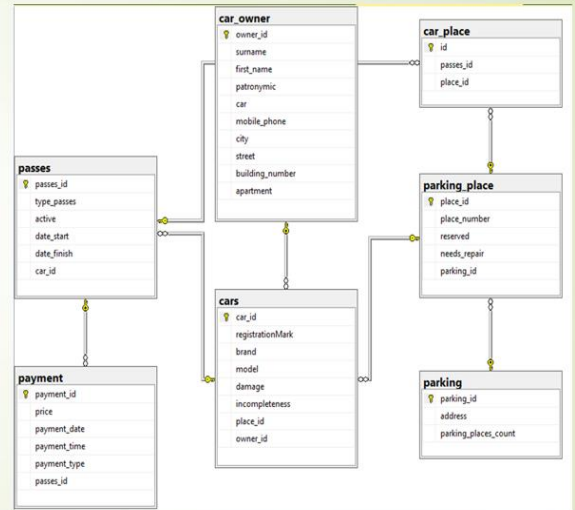 car_owner
owner_id
surname
first_name
patronymic
car
mobile_phone
city
street
building_number
apartment
car_place
id
passes_id
place_id
passes
passes_id
type_passes
active
date_start
date_finish
car_id
parking_place
place_id
place_number
reserved
needs_repair
parking_id
cars
car_id
registrationMark
brand
model
damage
incompleteness
place_id
owner_id
payment
payment_id
price
payment_date
payment_time
payment_type
passes_id
parking
parking_id
address
parking_places_count